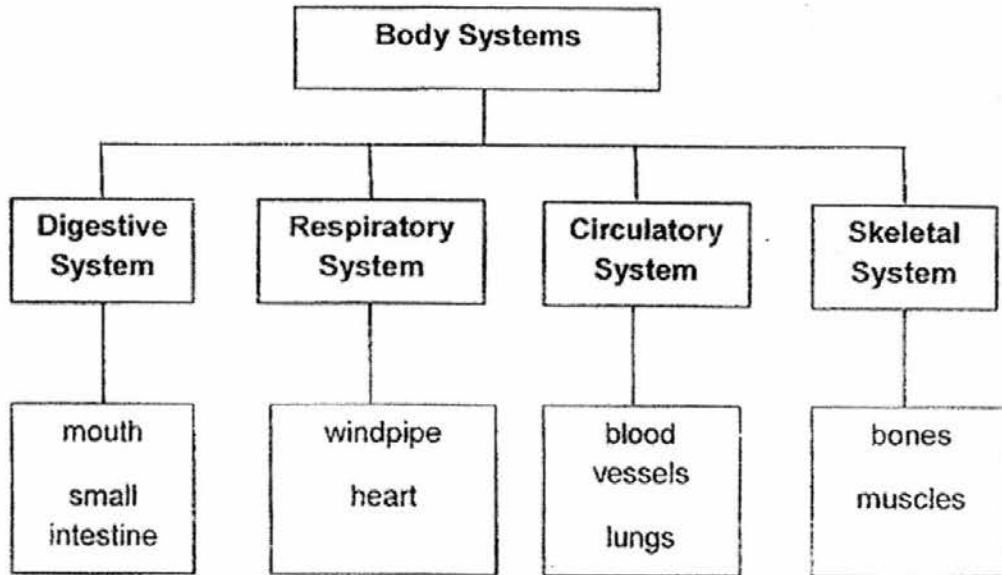 Body Systems
Digestive
System
Respiratory
System
Circulatory
System
Skeletal
System
mouth
small
intestine
windpipe
heart
blood
vessels
lungs
bones
muscles